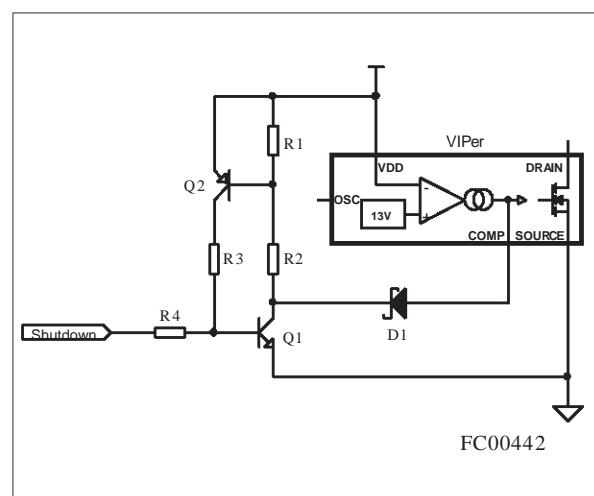 VIPer
R1
VDD
DRAIN
Q2
-
OSC
13V
+
COMP
SOURCE
R3
R2
R4
Shutdown
Q1
D1
FC00442